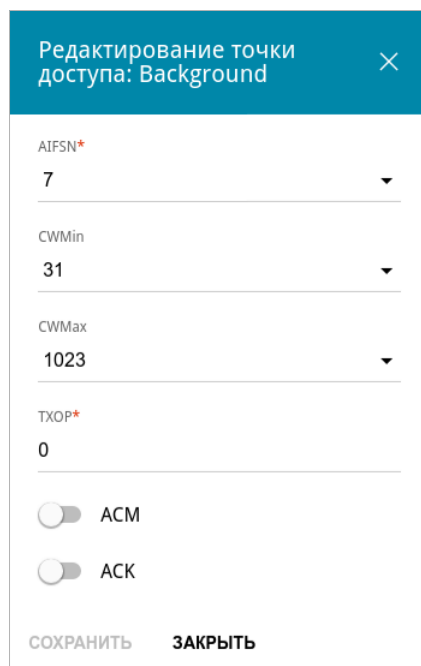 Редактирование точки
доступа: Background
AIFSN*
7
CWMin
31
CWMax
1023
TXOP*
0
ACM
ACK
СОХРАНИТЬ ЗАКРЫТЬ